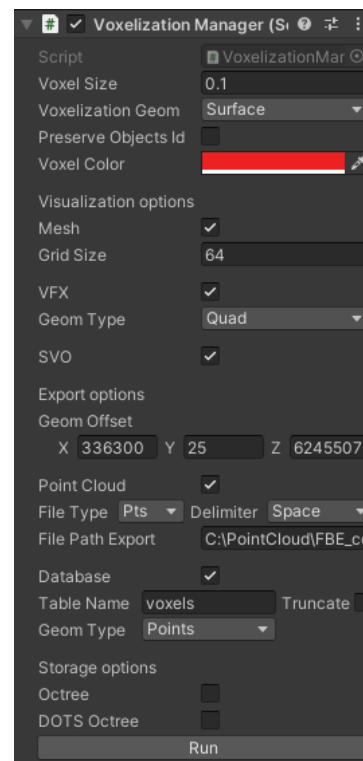 # Voxelization Manager (S
Script VoxelizationMar
Voxel Size 0.1
Voxelization Geom Surface
Preserve Objects Id
Voxel Color
Visualization options
Mesh
Grid Size 64
VFX
Geom Type Quad
SVO
Export options
Geom Offset
X 336300 Y 25 Z 6245507
Point Cloud
File Type Pts Delimiter Space
File Path Export C:\PointCloud\FBE_c
Database
Table Name voxels Truncate
Geom Type Points
Storage options
Octree
DOTS Octree
Run